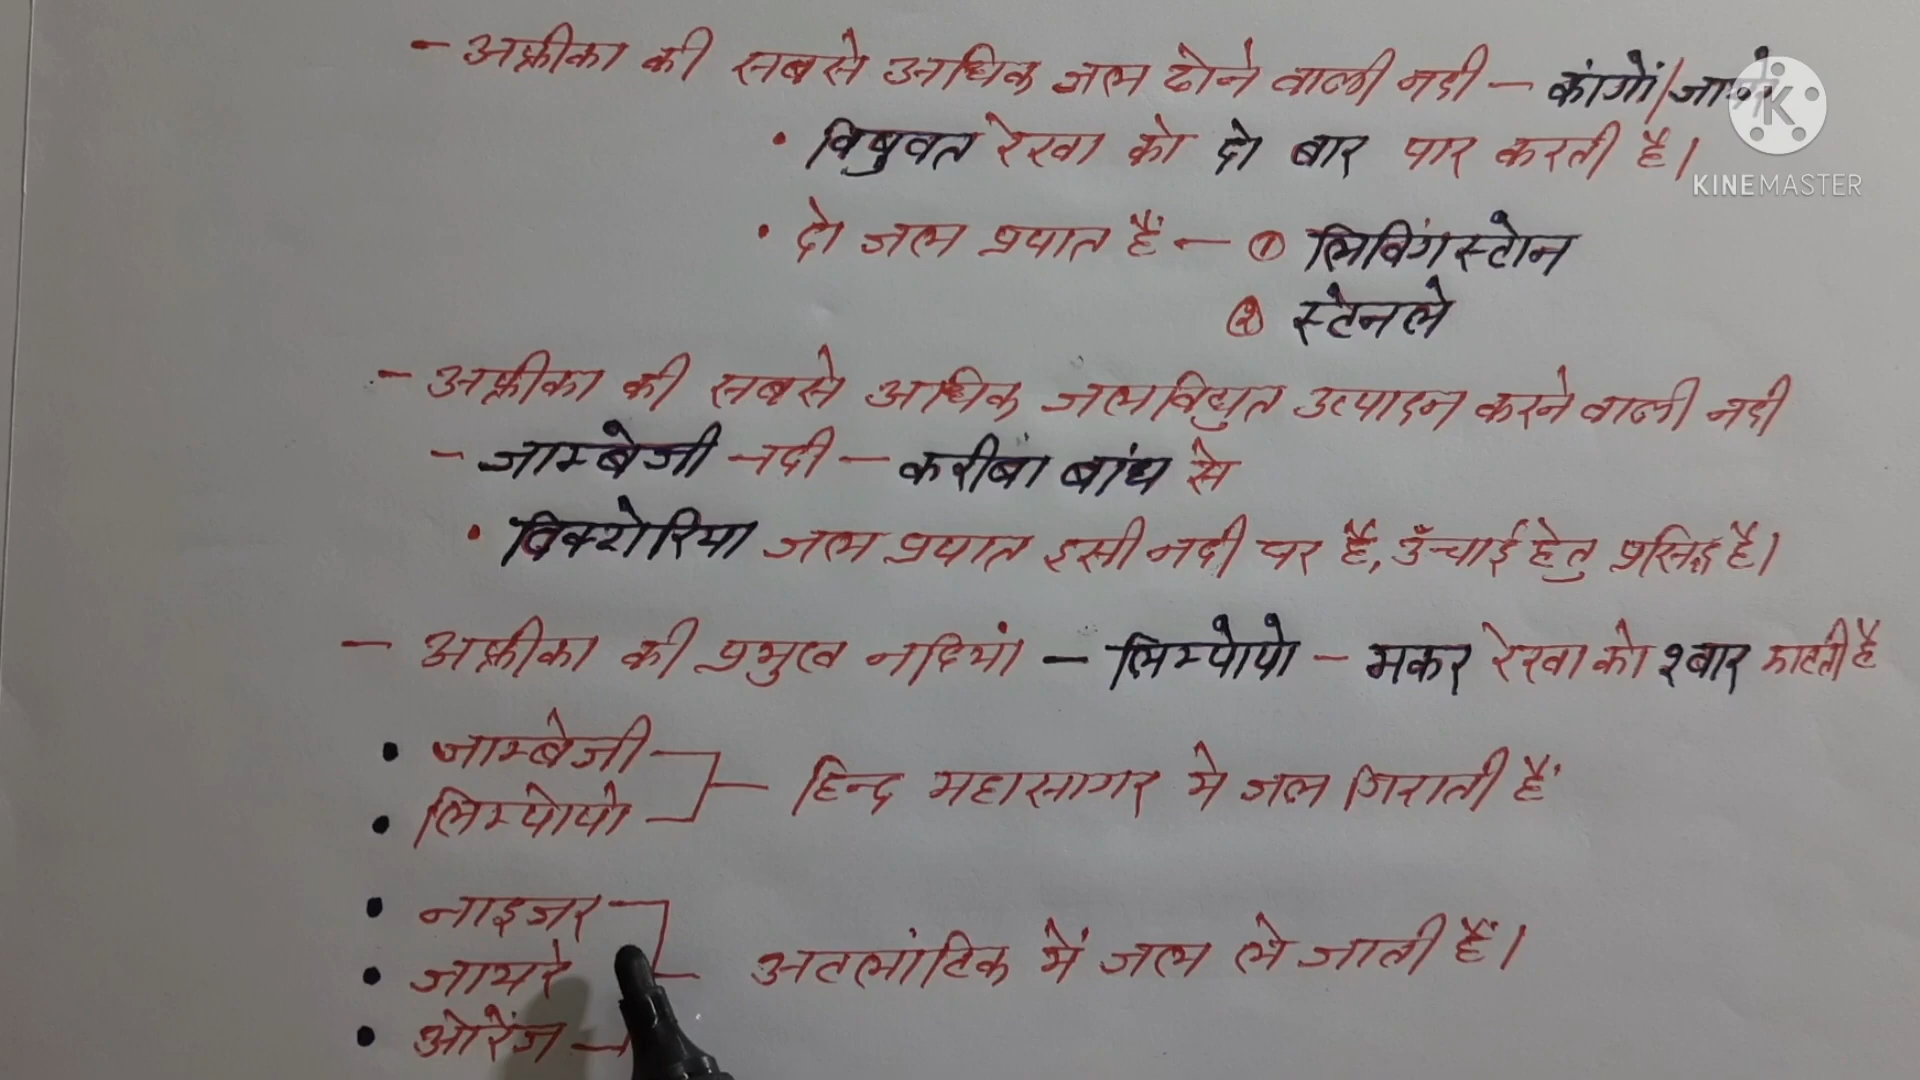 - अफ्रीका की सबसे अधिक जल ढोने वाली नदी - कांगों/
K
• विषुवत रेखा को दो बार पार करती है।
KINEMASTER
• दो जल प्रपात हैं - ① लिविंगस्टोन
② स्टेनले
- अफ्रीका की सबसे अधिक जलविद्युत उत्पादन करने वाली नदी
- जाम्बेजी नदी - करीबा बांध से
• विक्टोरिया जल प्रपात इसी नदी पर है, उँचाई हेतु प्रसिद्ध है।
- अफ्रीका की प्रमुख नदियां - लिम्पोपो - मकर रेखा को २ बार काटती है
• जाम्बेजी
• लिम्पोपो - हिन्द महासागर मे जल गिराती हैं
• नाइजर
• जायरे - अटलांटिक में जल ले जाती हैं।
• ओरेंज -